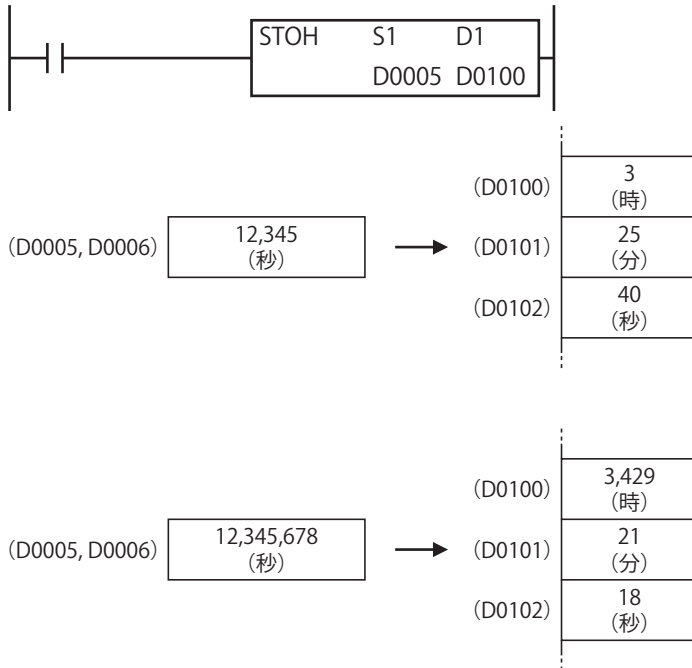 STOH S1 D1
D0005 D0100
(D0005, D0006)
12,345
(秒)
(D0100)
3
(時)
(D0101)
25
(分)
(D0102)
40
(秒)
(D0005, D0006)
12,345,678
(秒)
(D0100)
3,429
(時)
(D0101)
21
(分)
(D0102)
18
(秒)